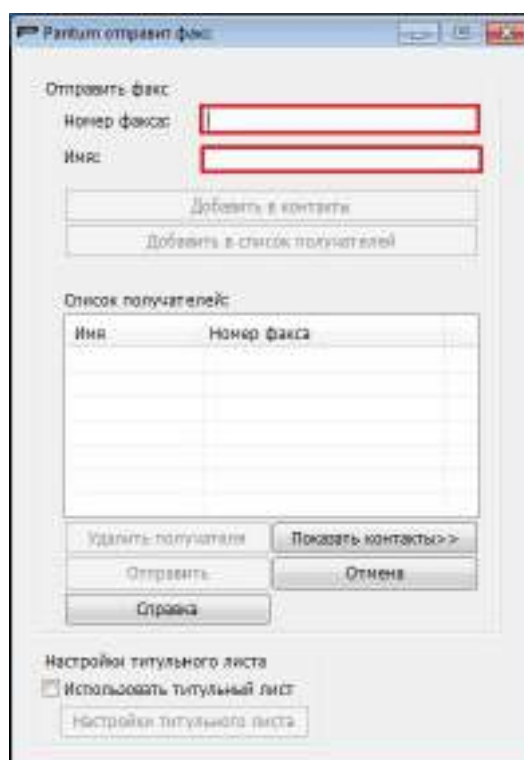 Pantum отправит факс
Отправить факс
Номер факса:
Имя:
Добавить в контакты
Добавить в список получателей
Список получателей:
Имя Номер факса
Удалить получателя Показать контакты>>
Отправить Отмена
Справка
Настройки титульного листа
Использовать титульный лист
Настройки титульного листа